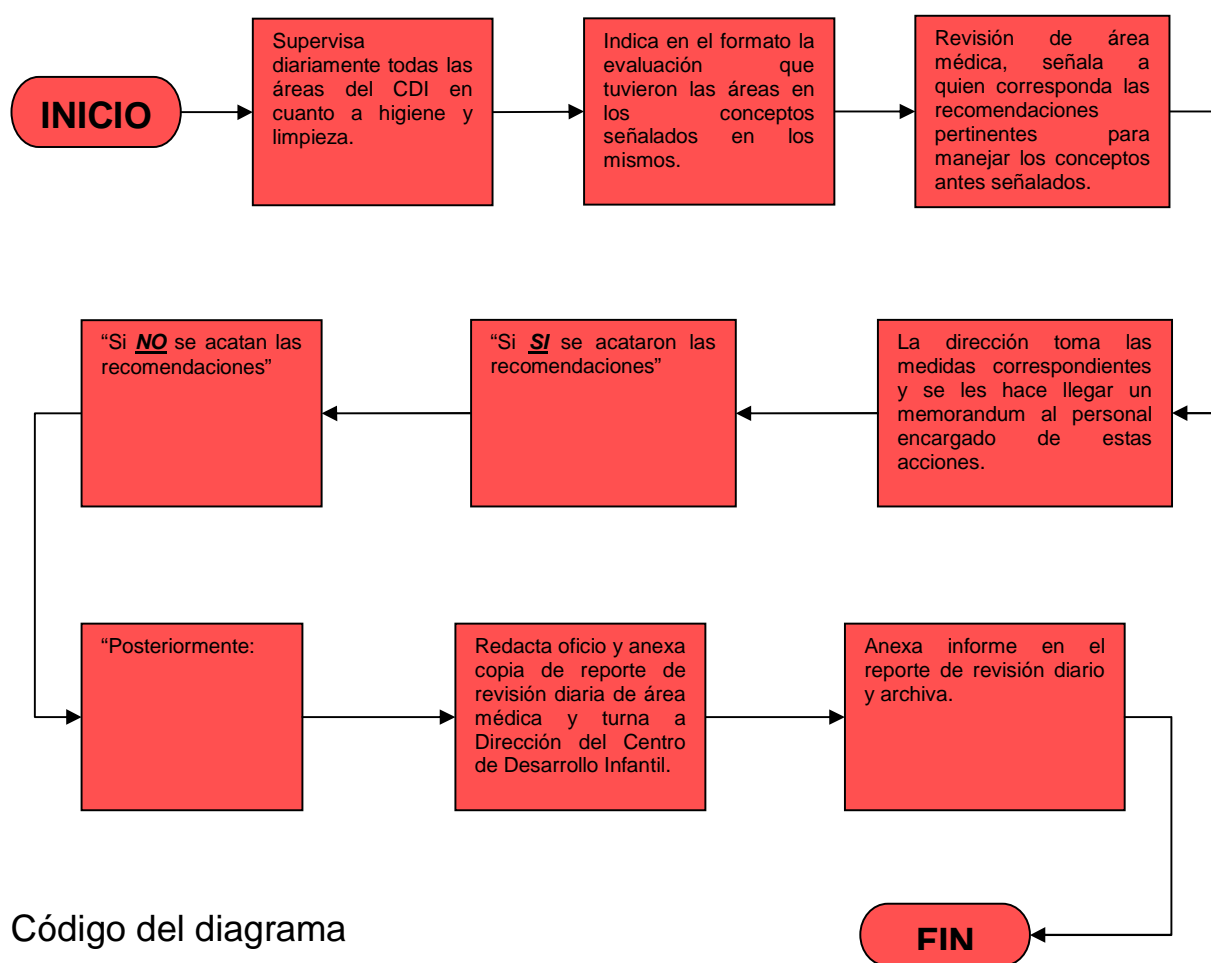 INICIO
Supervisa
diariamente todas las
áreas del CDI en
cuanto a higiene y
limpieza.
Indica en el formato la
evaluación que
tuvieron las áreas en
los conceptos
señalados en los
mismos.
Revisión de área
médica, señala a
quien corresponda las
recomendaciones
pertinentes para
manejar los conceptos
antes señalados.
La dirección toma las
medidas correspondientes
y se les hace llegar un
memorandum al personal
encargado de estas
acciones.
“Si SI se acataron las
recomendaciones”
“Si NO se acatan las
recomendaciones”
“Posteriormente:
Redacta oficio y anexa
copia de reporte de
revisión diaria de área
médica y turna a
Dirección del Centro
de Desarrollo Infantil.
Anexa informe en el
reporte de revisión diario
y archiva.
FIN
Código del diagrama